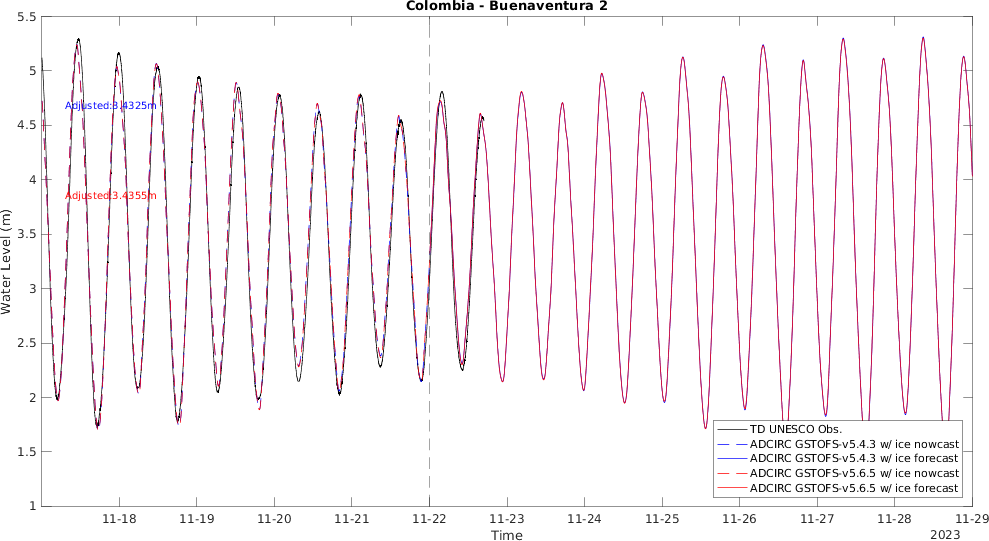 Colombia - Buenaventura 2
5.5
5
4.5
4
3.5
3
2.5
2
1.5
1
Water Level (m)
Adjusted:3.4325m
Adjusted:3.4355m
TD UNESCO Obs.
ADCIRC GSTOFS-v5.4.3 w/ ice nowcast
ADCIRC GSTOFS-v5.4.3 w/ ice forecast
ADCIRC GSTOFS-v5.6.5 w/ ice nowcast
ADCIRC GSTOFS-v5.6.5 w/ ice forecast
11-18 11-19 11-20 11-21 11-22 11-23 11-24 11-25 11-26 11-27 11-28 11-29
Time
2023